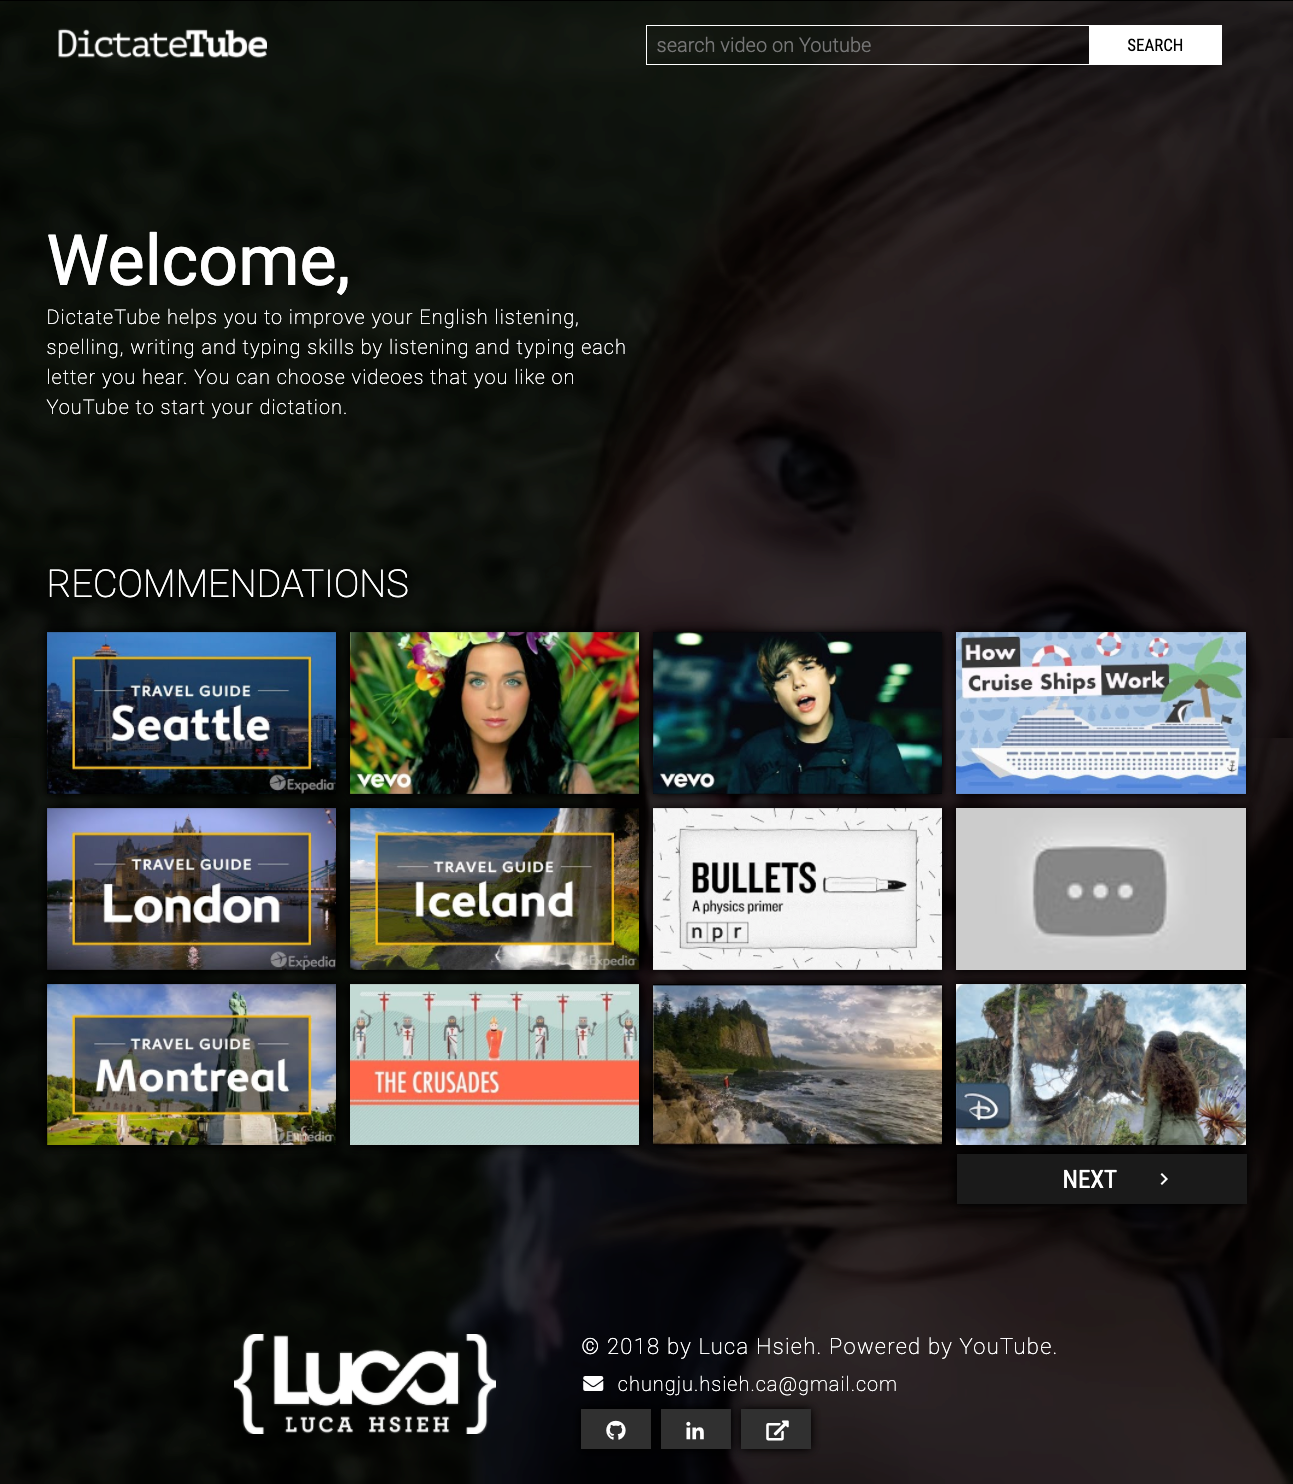 DictateTube
search video on Youtube
SEARCH
Welcome,
DictateTube helps you to improve your English listening,
spelling, writing and typing skills by listening and typing each
letter you hear. You can choose videoes that you like on
YouTube to start your dictation.
RECOMMENDATIONS
TRAVEL GUIDE
Seattle
Expedia
vevo
vevo
How
Cruise Ships Work
TRAVEL GUIDE
London
Expedia
TRAVEL GUIDE
Iceland
Expedia
BULLETS
A physics primer
npr
TRAVEL GUIDE
Montreal
Expedia
THE CRUSADES
D
NEXT
{Luca}
LUCA HSIEH
© 2018 by Luca Hsieh. Powered by YouTube.
chungju.hsieh.ca@gmail.com
in